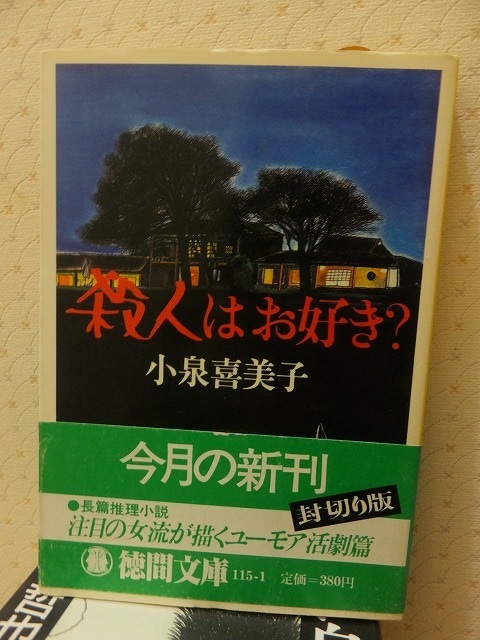 殺人はお好き?
小泉喜美子
今月の新刊
封切り版
●長篇推理小説
注目の女流が描くユーモア活劇篇
徳間文庫 115-1 定価=380円